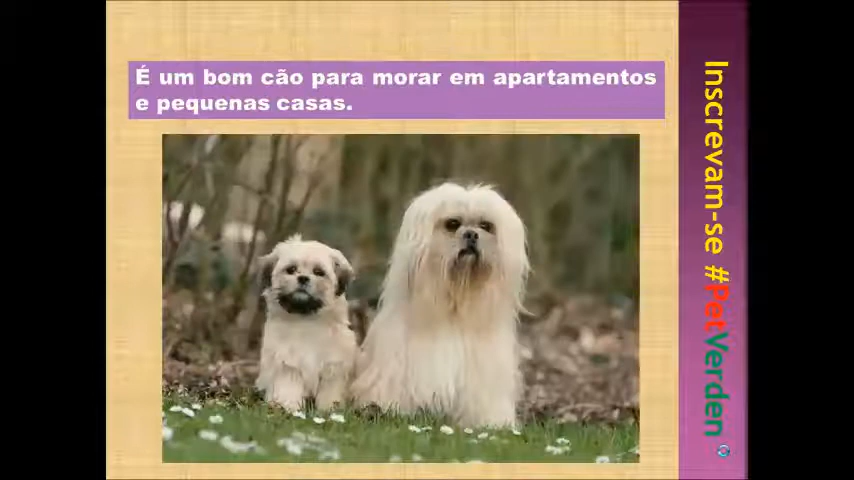 É um bom cão para morar em apartamentos
e pequenas casas.
Inscrevam-se #PetVerden